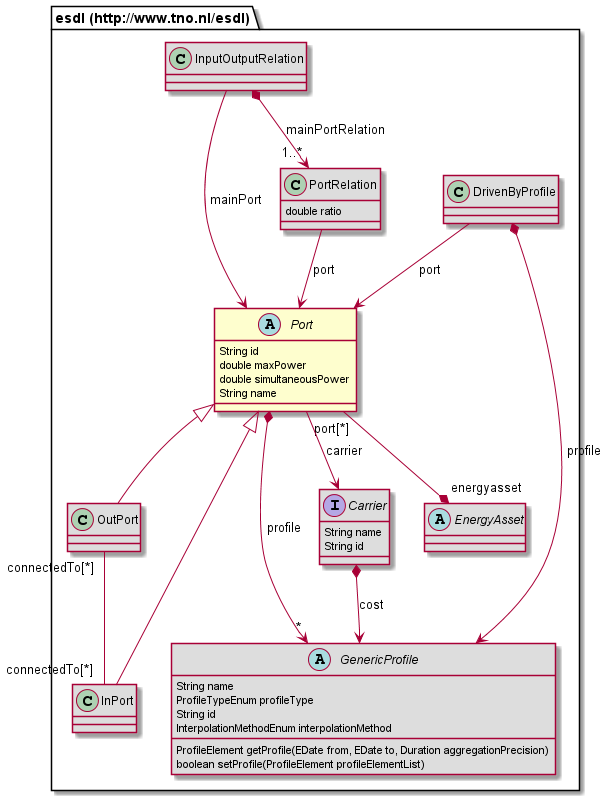 esdl (http://www.tno.nl/esdl)
C InputOutputRelation
mainPortRelation
1..*
C PortRelation
double ratio
C DrivenByProfile
mainPort
port
port
A Port
String id
double maxPower
double simultaneousPower
String name
port[*]
carrier
profile
energyasset
I Carrier
String name
String id
A EnergyAsset
C OutPort
profile
connectedTo[*]
cost
*
connectedTo[*]
C InPort
A GenericProfile
String name
ProfileTypeEnum profileType
String id
InterpolationMethodEnum interpolationMethod
ProfileElement getProfile(EDate from, EDate to, Duration aggregationPrecision)
boolean setProfile(ProfileElement profileElementList)